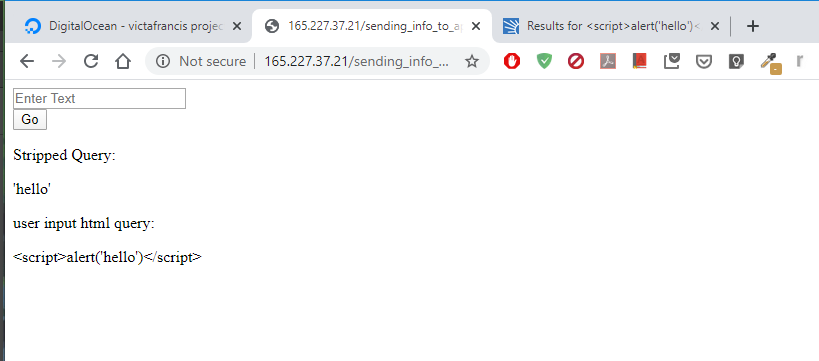 DigitalOcean - victafrancis projec
165.227.37.21/sending_info_to_a
Results for <script>alert('hello')<
Not secure | 165.227.37.21/sending_info_...
Enter Text
Go
Stripped Query:
'hello'
user input html query:
<script>alert('hello')</script>